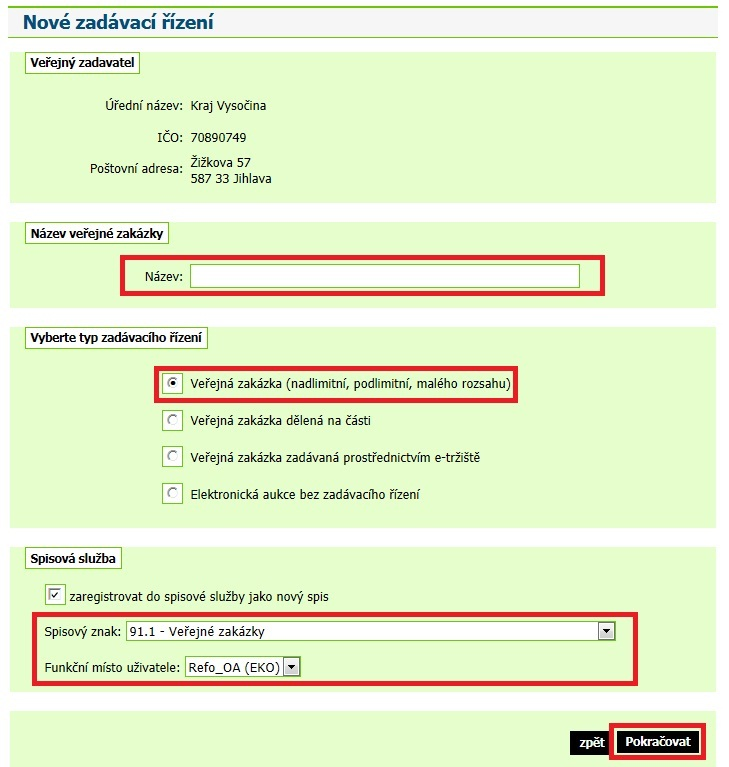 Nové zadávací řízení
Veřejný zadavatel
Úřední název: Kraj Vysočina
IČO: 70890749
Poštovní adresa: Žižkova 57
587 33 Jihlava
Název veřejné zakázky
Název:
Vyberte typ zadávacího řízení
Veřejná zakázka (nadlimitní, podlimitní, malého rozsahu)
Veřejná zakázka dělená na části
Veřejná zakázka zadávaná prostřednictvím e-tržiště
Elektronická aukce bez zadávacího řízení
Spisová služba
zaregistrovat do spisové služby jako nový spis
Spisový znak: 91.1 - Veřejné zakázky
Funkční místo uživatele: Refo_OA (EKO)
zpět Pokračovat